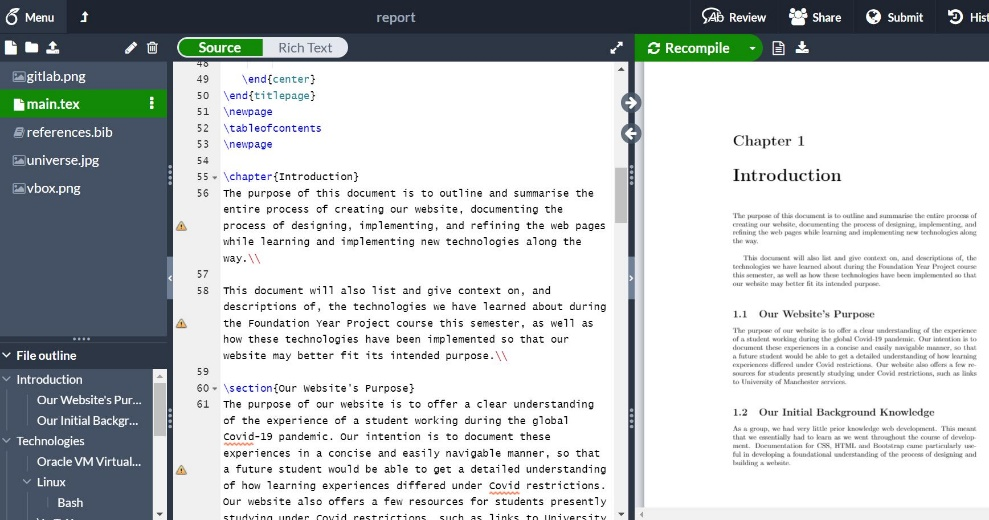 Menu
report
Review
Share
Submit
Hist
Source
Rich Text
Recompile
gitlab.png
main.tex
references.bib
universe.jpg
vbox.png
File outline
Introduction
Our Website's Pur...
Our Initial Backgr...
Technologies
Oracle VM Virtual...
Linux
Bash
48
49 \end{center}
50 \end{titlepage}
51 \newpage
52 \tableofcontents
53 \newpage
54
55 \chapter{Introduction}
56 The purpose of this document is to outline and summarise the
entire process of creating our website, documenting the
process of designing, implementing, and refining the web pages
while learning and implementing new technologies along the
way.\\
57
58 This document will also list and give context on, and
descriptions of, the technologies we have learned about during
the Foundation Year Project course this semester, as well as
how these technologies have been implemented so that our
website may better fit its intended purpose.\\
59
60 \section{Our Website's Purpose}
61 The purpose of our website is to offer a clear understanding
of the experience of a student working during the global
Covid-19 pandemic. Our intention is to document these
experiences in a concise and easily navigable manner, so that
a future student would be able to get a detailed understanding
of how learning experiences differed under Covid restrictions.
Our website also offers a few resources for students presently
studying under Covid restrictions, such as links to University
Chapter 1
Introduction
The purpose of this document is to outline and summarise the entire process of
creating our website, documenting the process of designing, implementing, and
refining the web pages while learning and implementing new technologies along
the way.
This document will also list and give context on, and descriptions of, the
technologies we have learned about during the Foundation Year Project course
this semester, as well as how these technologies have been implemented so that
our website may better fit its intended purpose.
1.1 Our Website's Purpose
The purpose of our website is to offer a clear understanding of the experience
of a student working during the global Covid-19 pandemic. Our intention is to
document these experiences in a concise and easily navigable manner, so that
a future student would be able to get a detailed understanding of how learning
experiences differed under Covid restrictions. Our website also offers a few re-
sources for students presently studying under Covid restrictions, such as links
to University of Manchester services.
1.2 Our Initial Background Knowledge
As a group, we had very little prior knowledge web development. This meant
that we essentially had to learn as we went throughout the course of develop-
ment. Documentation for CSS, HTML and Bootstrap came particularly use-
ful in developing a foundational understanding of the process of designing and
building a website.